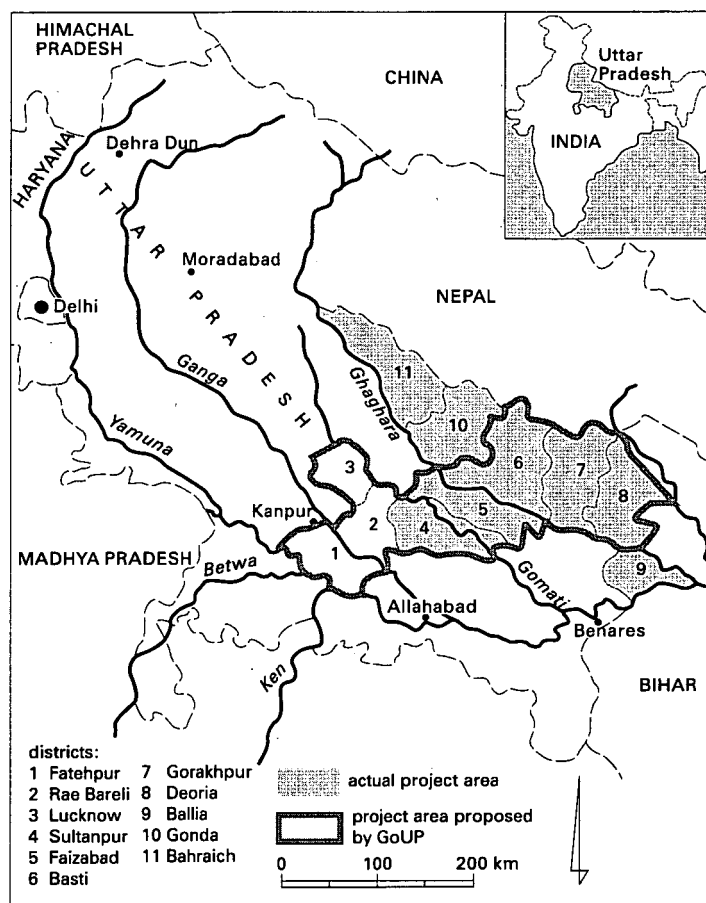 HIMACHAL
PRADESH
CHINA
Uttar
Pradesh
INDIA
HARYANA
Dehra Dun
UTTAR PRADESH
Moradabad
Delhi
NEPAL
Ganga
Ghaghara
Yamuna
11
10
6
7
8
3
2
5
4
1
9
Kanpur
MADHYA PRADESH
Betwa
Gomati
Allahabad
Benares
Ken
BIHAR
districts:
1 Fatehpur
2 Rae Bareli
3 Lucknow
4 Sultanpur
5 Faizabad
6 Basti
7 Gorakhpur
8 Deoria
9 Ballia
10 Gonda
11 Bahraich
actual project area
project area proposed
by GoUP
0 100 200 km